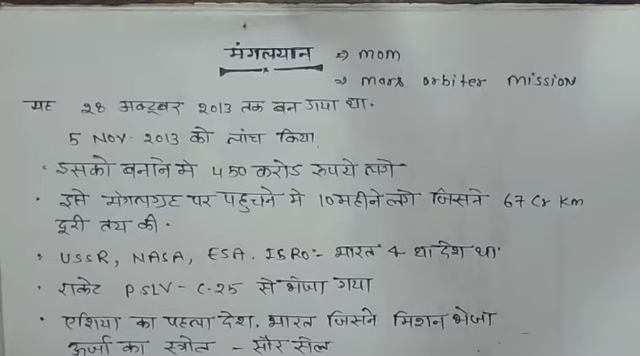 मंगलयान → mom
→ mars orbiter mission
यह 28 अक्टूबर 2013 तक बन गया था.
5 NOV. 2013 को लांच किया.
• इसको बनाने मे 450 करोड रुपये लगे
• इसे मंगलग्रह पर पहुचने मे 10 महीने लगे जिसने 67 Cr Km
दूरी तय की.
• USSR, NASA, ESA. ISRO:- भारत 4 था देश था.
• राकेट PSLV - C-25 से भेजा गया
• एशिया का पहला देश. भारत जिसने मिशन भेजा
ऊर्जा का स्त्रोत - सौर सेल